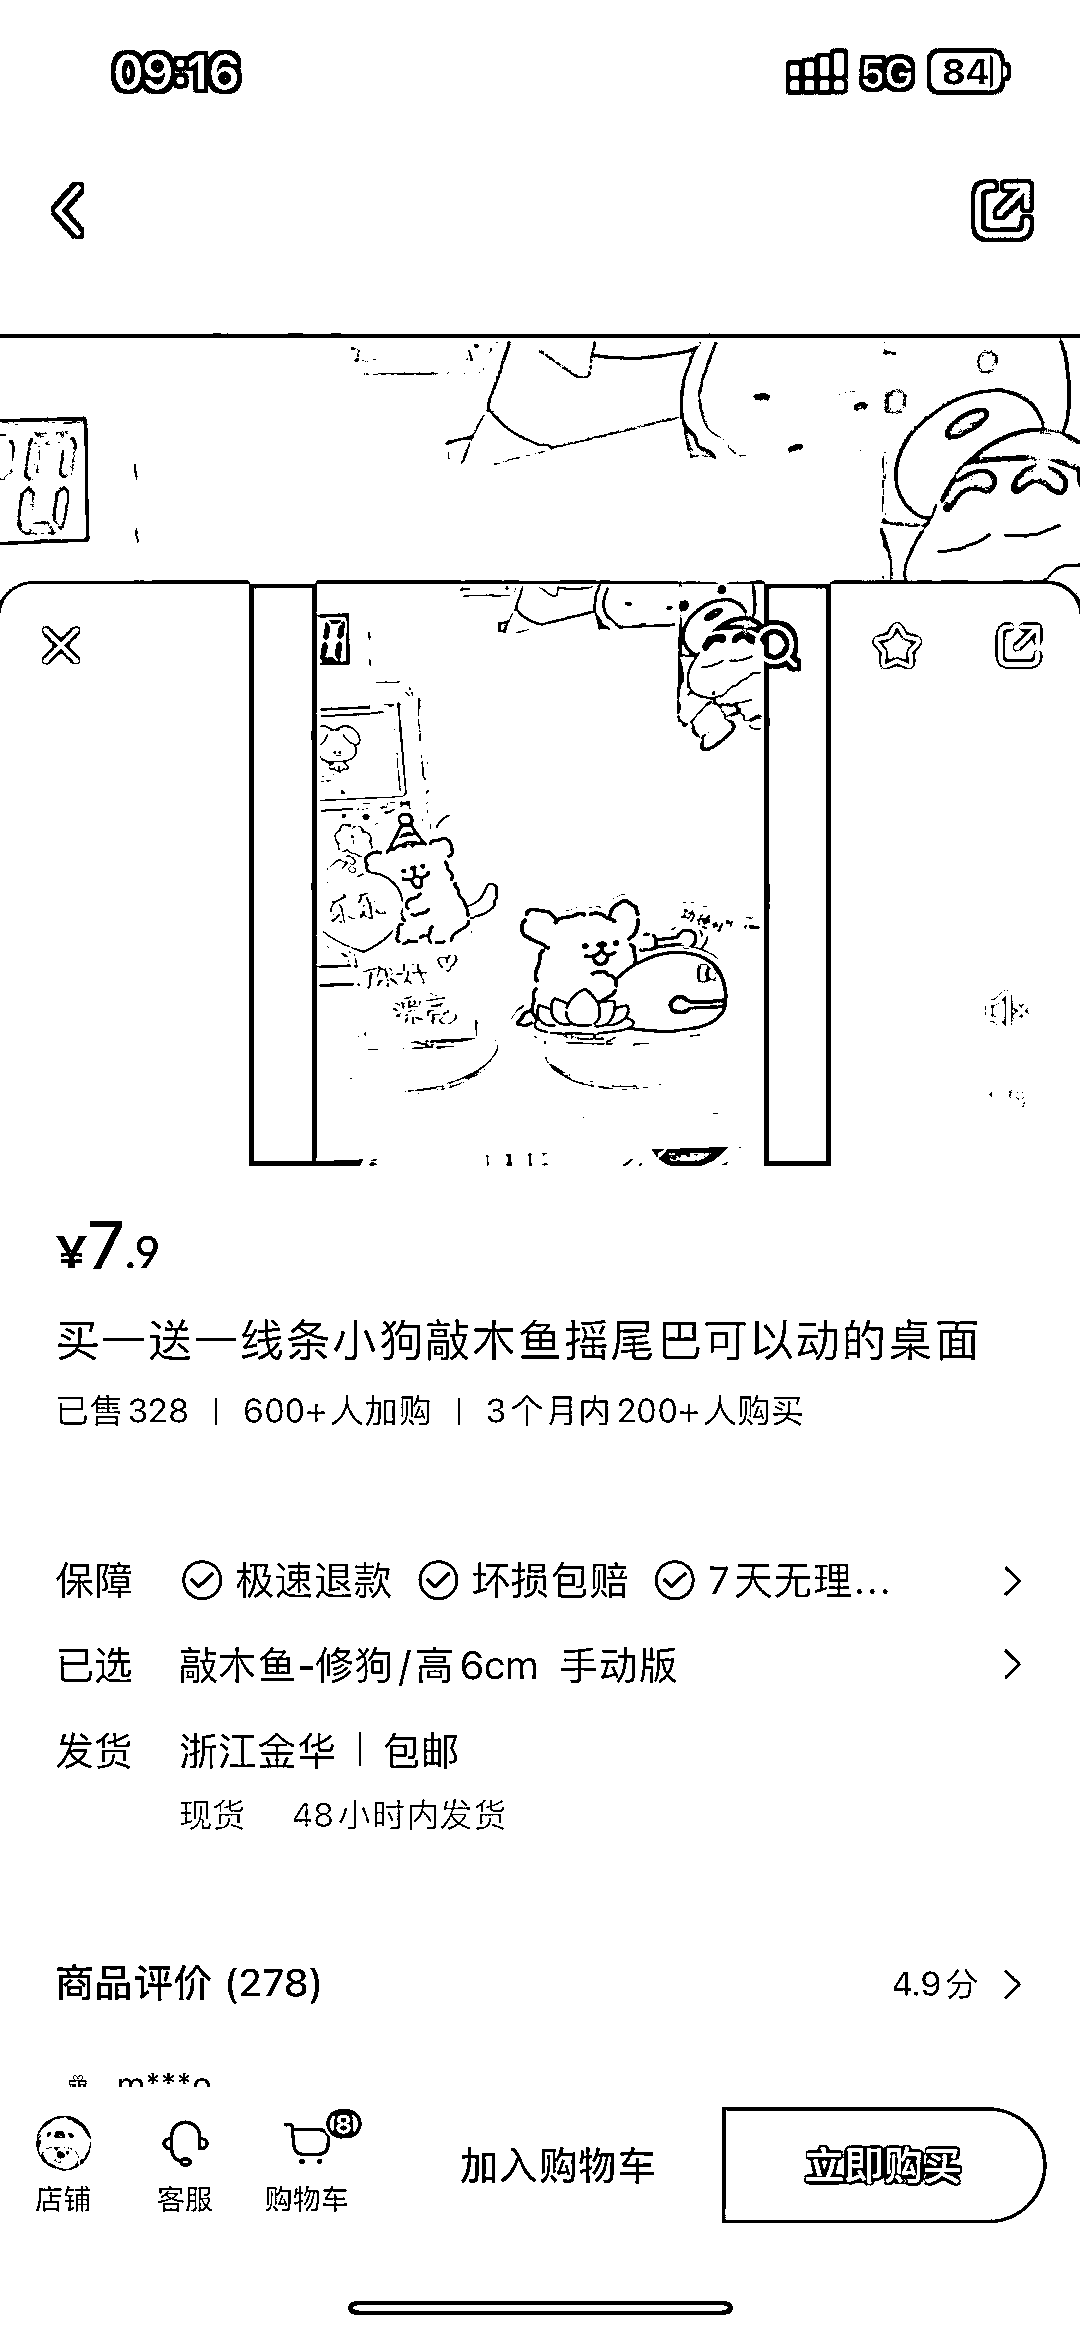 09:16 5G 84
乐乐
你好
漂亮
¥7.9
买一送一线条小狗敲木鱼摇尾巴可以动的桌面
已售328 | 600+人加购 | 3个月内200+人购买
保障 极速退款 坏损包赔 7天无理...
已选 敲木鱼-修狗/高6cm 手动版
发货 浙江金华 | 包邮
现货 48小时内发货
商品评价 (278) 4.9分
8
店铺 客服 购物车 加入购物车 立即购买